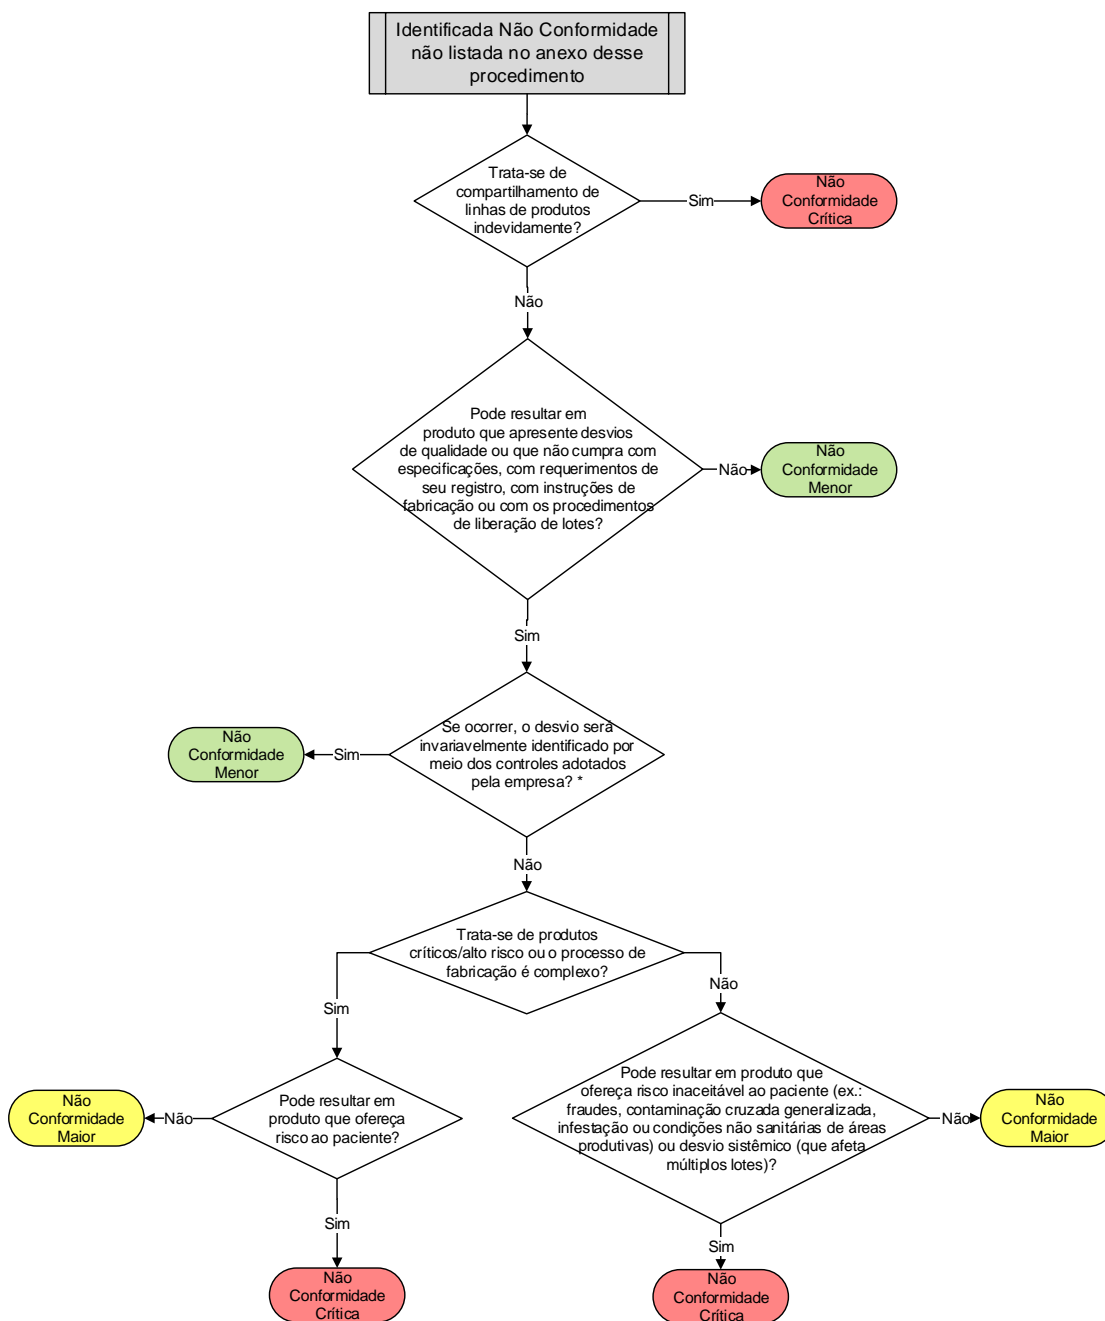 Identificada Não Conformidade
não listada no anexo desse
procedimento
Trata-se de
compartilhamento de
linhas de produtos
indevidamente?
Sim
Não
Conformidade
Crítica
Não
Pode resultar em
produto que apresente desvios
de qualidade ou que não cumpra com
especificações, com requerimentos de
seu registro, com instruções de
fabricação ou com os procedimentos
de liberação de lotes?
Não
Não
Conformidade
Menor
Sim
Se ocorrer, o desvio será
invariavelmente identificado por
meio dos controles adotados
pela empresa? *
Sim
Não
Conformidade
Menor
Não
Trata-se de produtos
críticos/alto risco ou o processo de
fabricação é complexo?
Sim
Não
Pode resultar em
produto que ofereça
risco ao paciente?
Não
Não
Conformidade
Maior
Sim
Não
Conformidade
Crítica
Pode resultar em produto que
ofereça risco inaceitável ao paciente (ex.:
fraudes, contaminação cruzada generalizada,
infestação ou condições não sanitárias de áreas
produtivas) ou desvio sistêmico (que afeta
múltiplos lotes)?
Não
Não
Conformidade
Maior
Sim
Não
Conformidade
Crítica